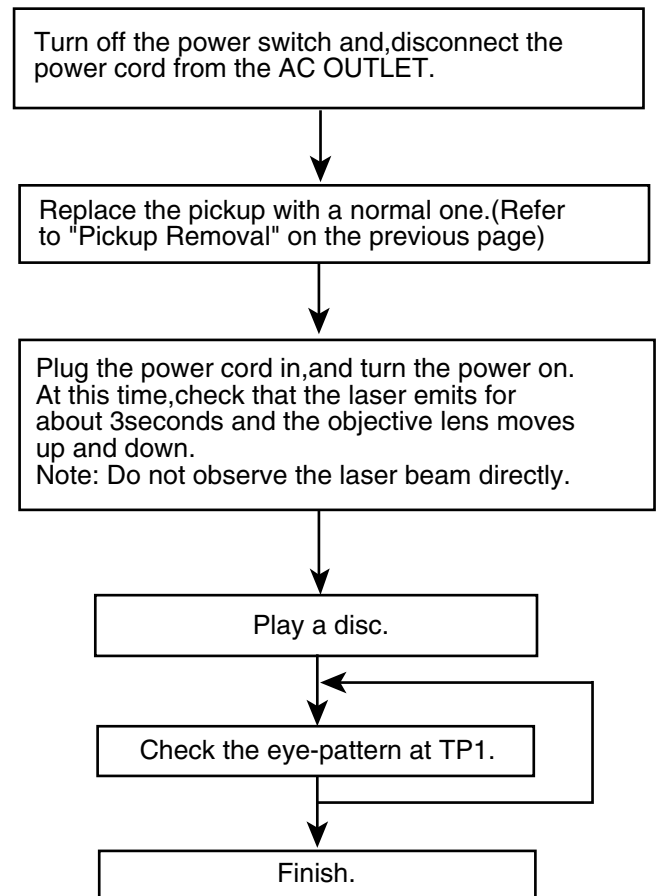 Turn off the power switch and,disconnect the
power cord from the AC OUTLET.
Replace the pickup with a normal one.(Refer
to "Pickup Removal" on the previous page)
Plug the power cord in,and turn the power on.
At this time,check that the laser emits for
about 3seconds and the objective lens moves
up and down.
Note: Do not observe the laser beam directly.
Play a disc.
Check the eye-pattern at TP1.
Finish.